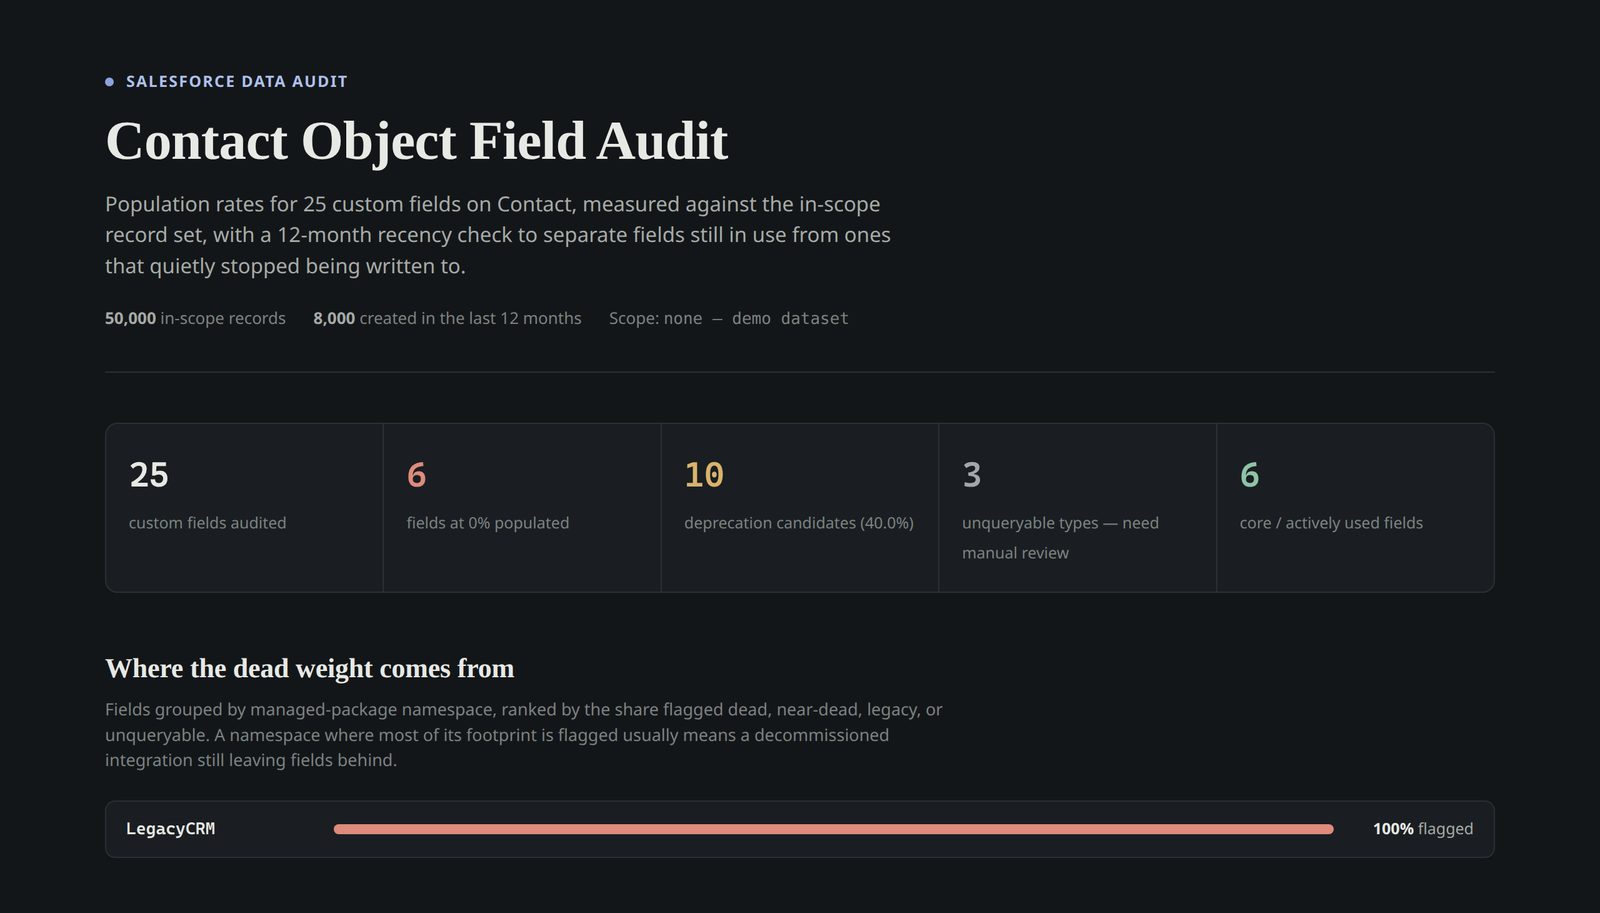 SALESFORCE DATA AUDIT
Contact Object Field Audit
Population rates for 25 custom fields on Contact, measured against the in-scope
record set, with a 12-month recency check to separate fields still in use from ones
that quietly stopped being written to.
50,000 in-scope records 8,000 created in the last 12 months Scope: none — demo dataset
25
custom fields audited
6
fields at 0% populated
10
deprecation candidates (40.0%)
3
unqueryable types — need
manual review
6
core / actively used fields
Where the dead weight comes from
Fields grouped by managed-package namespace, ranked by the share flagged dead, near-dead, legacy, or
unqueryable. A namespace where most of its footprint is flagged usually means a decommissioned
integration still leaving fields behind.
LegacyCRM 100% flagged